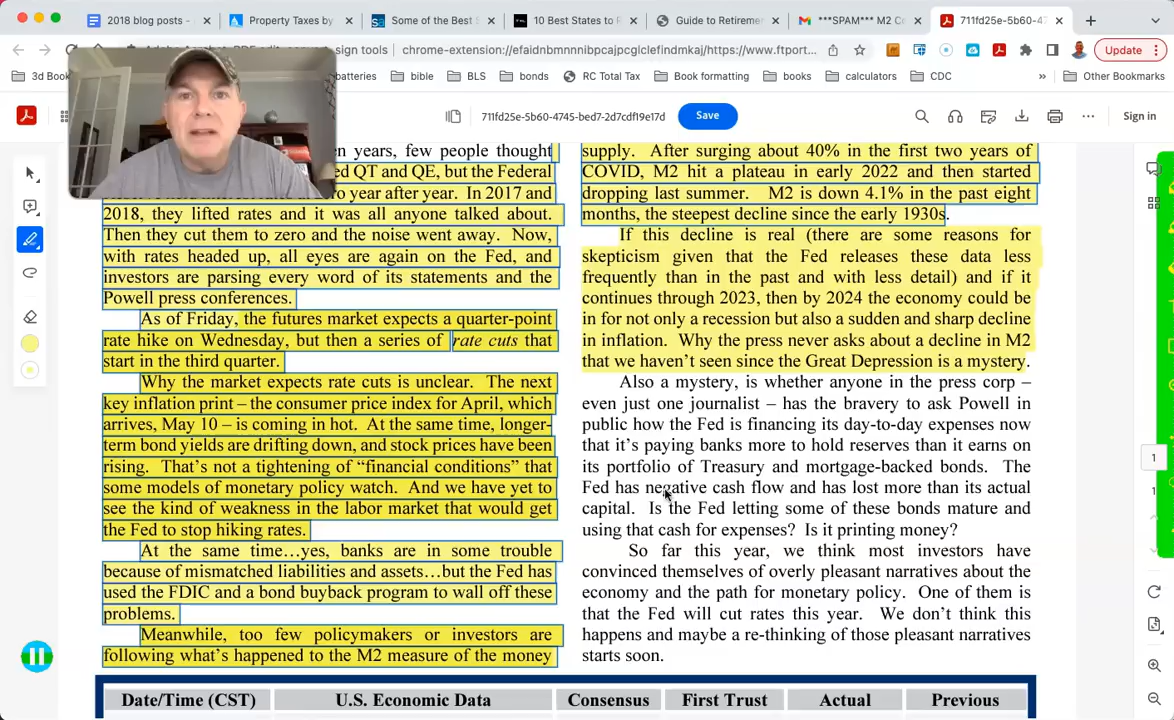 2018 blog posts -
Property Taxes by
Some of the Best
10 Best States to R
Guide to Retireme
***SPAM*** M2 C
711fd25e-5b60-47
sign tools
chrome-extension://efaidnbmnnnibpcajpcglclefindmkaj/https://www.ftport...
Update
3d Book
batteries
bible
BLS
bonds
RC Total Tax
Book formatting
books
calculators
CDC
»
Other Bookmarks
711fd25e-5b60-4745-bed7-2d7cdf19e17d
Save
Sign in
n years, few people thought
ed QT and QE, but the Federal
ro year after year. In 2017 and
2018, they lifted rates and it was all anyone talked about.
Then they cut them to zero and the noise went away. Now,
with rates headed up, all eyes are again on the Fed, and
investors are parsing every word of its statements and the
Powell press conferences.
As of Friday, the futures market expects a quarter-point
rate hike on Wednesday, but then a series of rate cuts that
start in the third quarter.
Why the market expects rate cuts is unclear. The next
key inflation print – the consumer price index for April, which
arrives, May 10 – is coming in hot. At the same time, longer-
term bond yields are drifting down, and stock prices have been
rising. That's not a tightening of “financial conditions” that
some models of monetary policy watch. And we have yet to
see the kind of weakness in the labor market that would get
the Fed to stop hiking rates.
At the same time…yes, banks are in some trouble
because of mismatched liabilities and assets…but the Fed has
used the FDIC and a bond buyback program to wall off these
problems.
Meanwhile, too few policymakers or investors are
following what's happened to the M2 measure of the money
supply. After surging about 40% in the first two years of
COVID, M2 hit a plateau in early 2022 and then started
dropping last summer. M2 is down 4.1% in the past eight
months, the steepest decline since the early 1930s.
If this decline is real (there are some reasons for
skepticism given that the Fed releases these data less
frequently than in the past and with less detail) and if it
continues through 2023, then by 2024 the economy could be
in for not only a recession but also a sudden and sharp decline
in inflation. Why the press never asks about a decline in M2
that we haven't seen since the Great Depression is a mystery.
Also a mystery, is whether anyone in the press corp –
even just one journalist – has the bravery to ask Powell in
public how the Fed is financing its day-to-day expenses now
that it's paying banks more to hold reserves than it earns on
its portfolio of Treasury and mortgage-backed bonds. The
Fed has negative cash flow and has lost more than its actual
capital. Is the Fed letting some of these bonds mature and
using that cash for expenses? Is it printing money?
So far this year, we think most investors have
convinced themselves of overly pleasant narratives about the
economy and the path for monetary policy. One of them is
that the Fed will cut rates this year. We don't think this
happens and maybe a re-thinking of those pleasant narratives
starts soon.
1
1
Date/Time (CST)
U.S. Economic Data
Consensus
First Trust
Actual
Previous